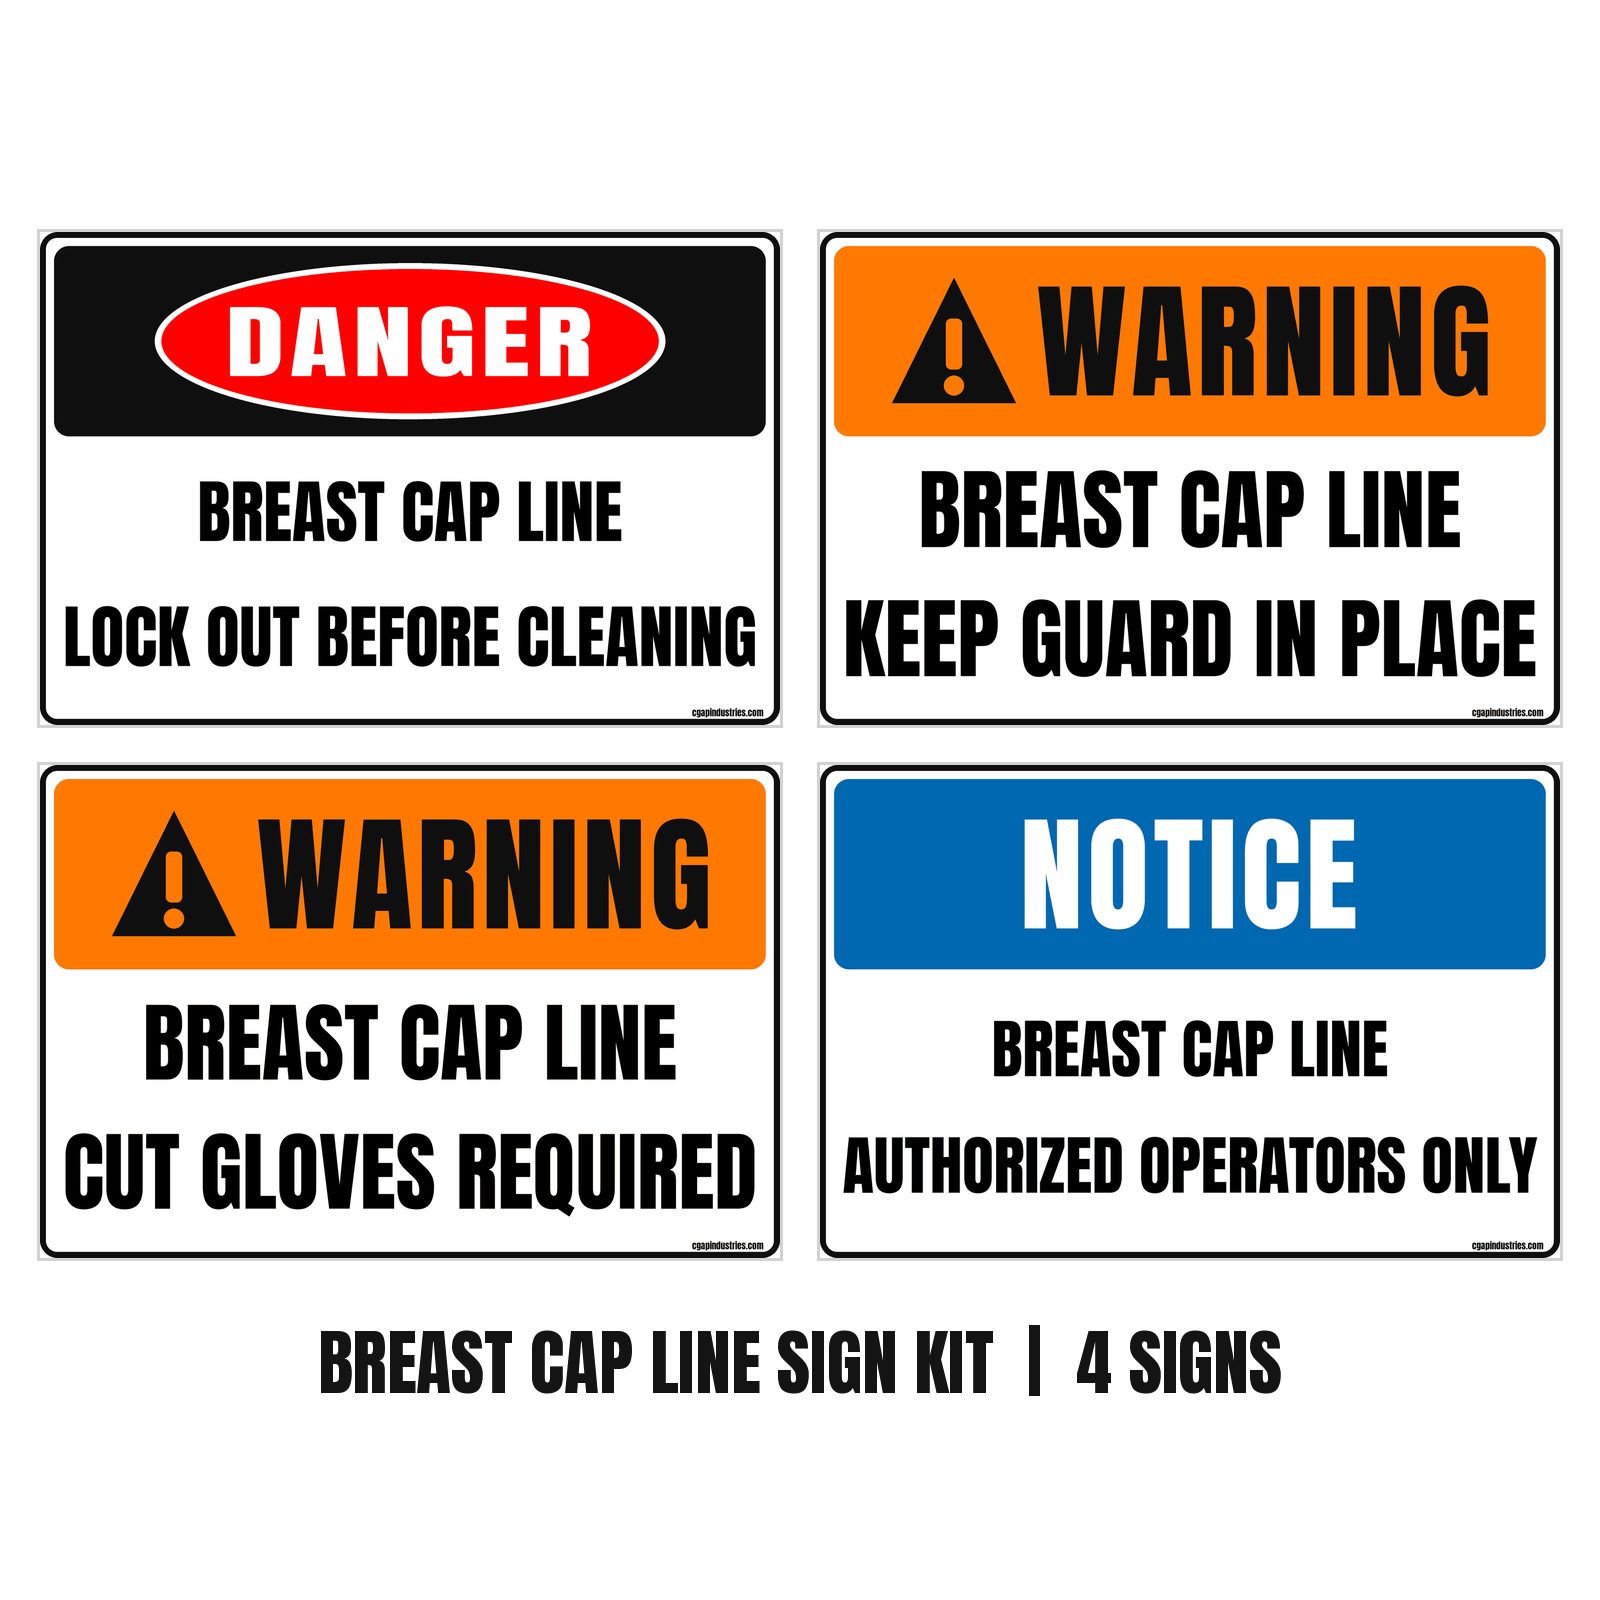 DANGER
BREAST CAP LINE
LOCK OUT BEFORE CLEANING
cgapindustries.com
WARNING
BREAST CAP LINE
KEEP GUARD IN PLACE
cgapindustries.com
WARNING
BREAST CAP LINE
CUT GLOVES REQUIRED
cgapindustries.com
NOTICE
BREAST CAP LINE
AUTHORIZED OPERATORS ONLY
cgapindustries.com
BREAST CAP LINE SIGN KIT | 4 SIGNS